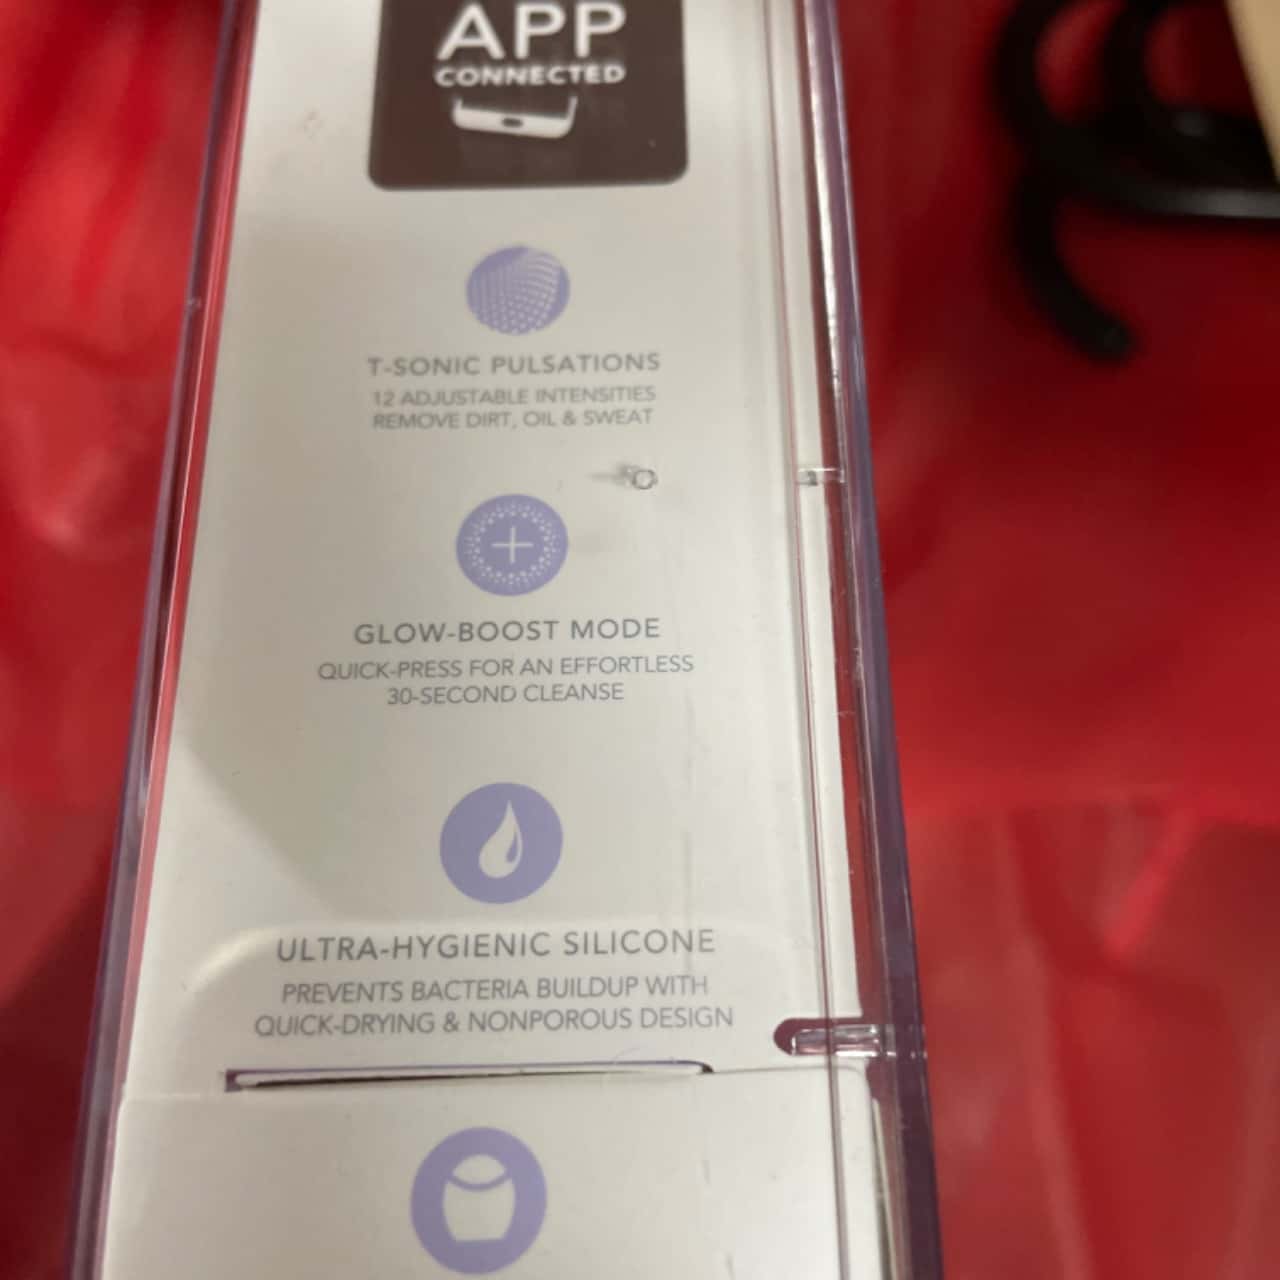 APP
CONNECTED
T-SONIC PULSATIONS
12 ADJUSTABLE INTENSITIES
REMOVE DIRT, OIL & SWEAT
GLOW-BOOST MODE
QUICK-PRESS FOR AN EFFORTLESS
30-SECOND CLEANSE
ULTRA-HYGIENIC SILICONE
PREVENTS BACTERIA BUILDUP WITH
QUICK-DRYING & NONPOROUS DESIGN